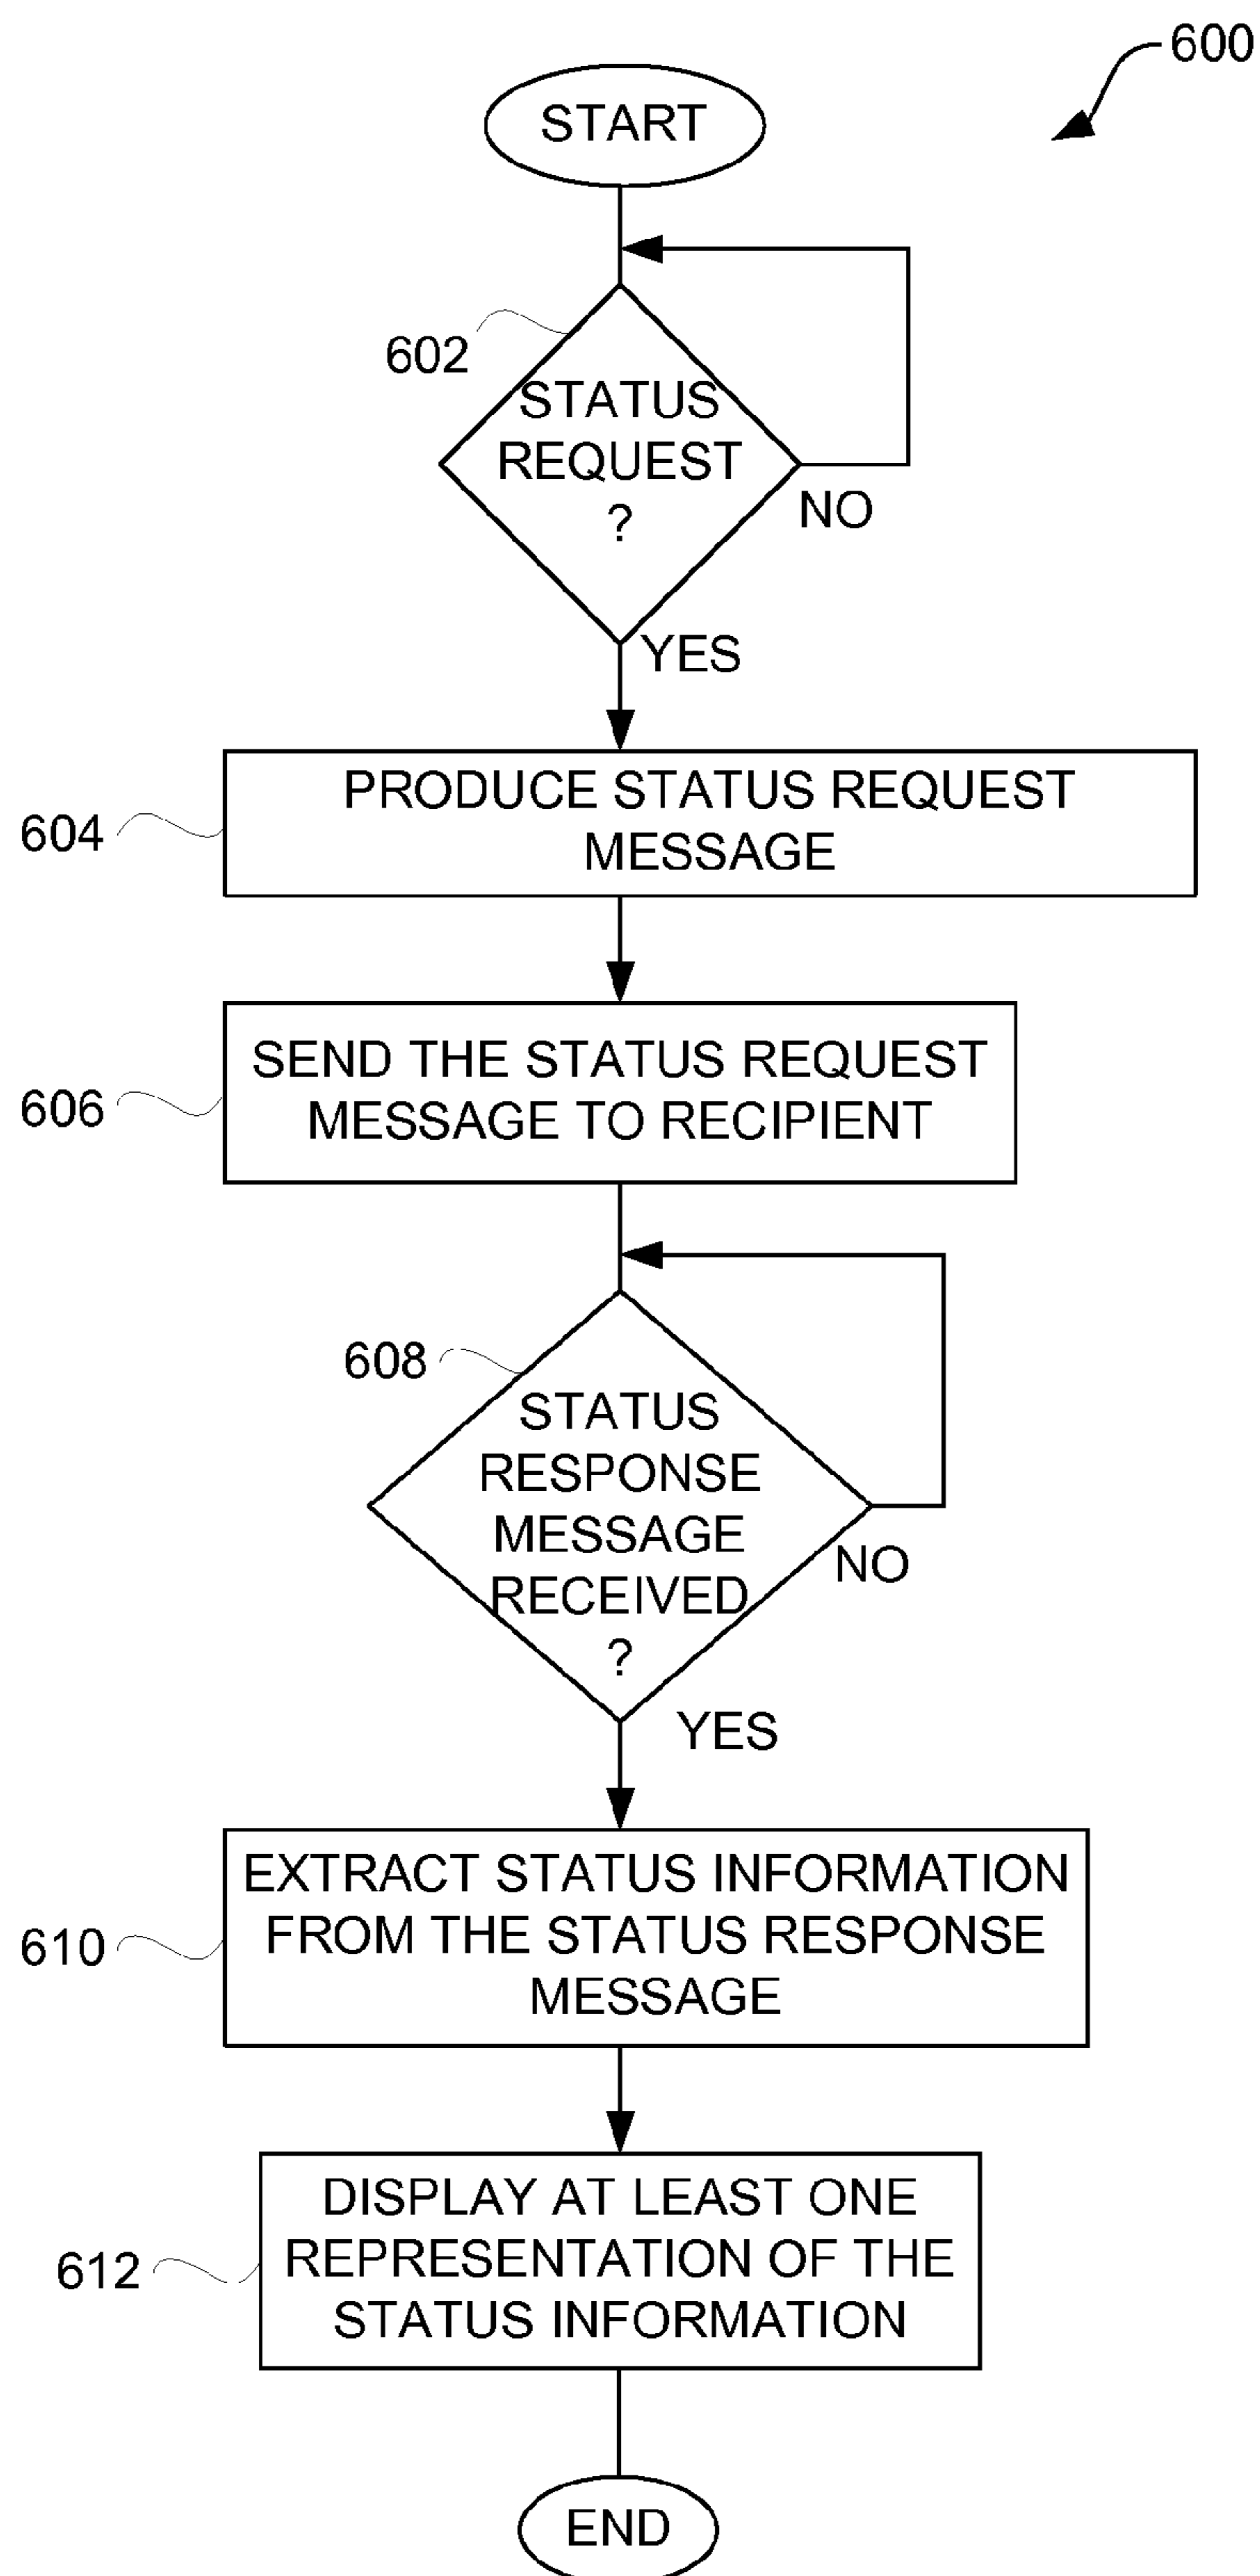 600
START
602
STATUS
REQUEST
?
NO
YES
604
PRODUCE STATUS REQUEST
MESSAGE
606
SEND THE STATUS REQUEST
MESSAGE TO RECIPIENT
608
STATUS
RESPONSE
MESSAGE
RECEIVED
?
NO
YES
610
EXTRACT STATUS INFORMATION
FROM THE STATUS RESPONSE
MESSAGE
612
DISPLAY AT LEAST ONE
REPRESENTATION OF THE
STATUS INFORMATION
END